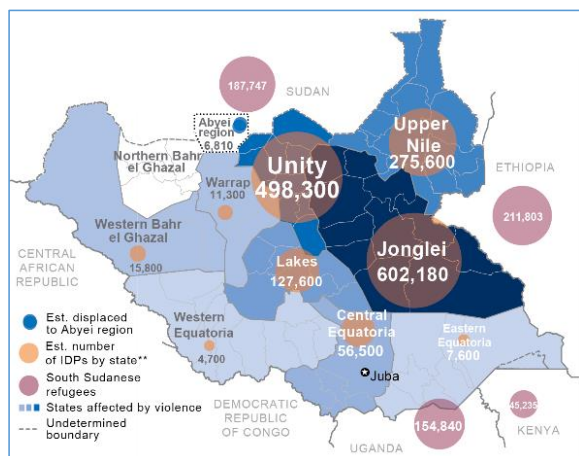 187,747
SUDAN
Abyei
region
6,810
Upper
Nile
275,600
Northern Bahr
el Ghazal
Unity
498,300
ETHIOPIA
Warrap
11,300
211,803
Western Bahr
el Ghazal
15,800
Jonglei
602,180
CENTRAL
AFRICAN
REPUBLIC
Lakes
127,600
Western
Equatoria
4,700
Central
Equatoria
56,500
Eastern
Equatoria
7,600
Juba
Est. displaced
to Abyei region
Est. number
of IDPs by state**
South Sudanese
refugees
States affected by violence
Undetermined
boundary
DEMOCRATIC
REPUBLIC
OF CONGO
UGANDA
154,840
45,235
KENYA